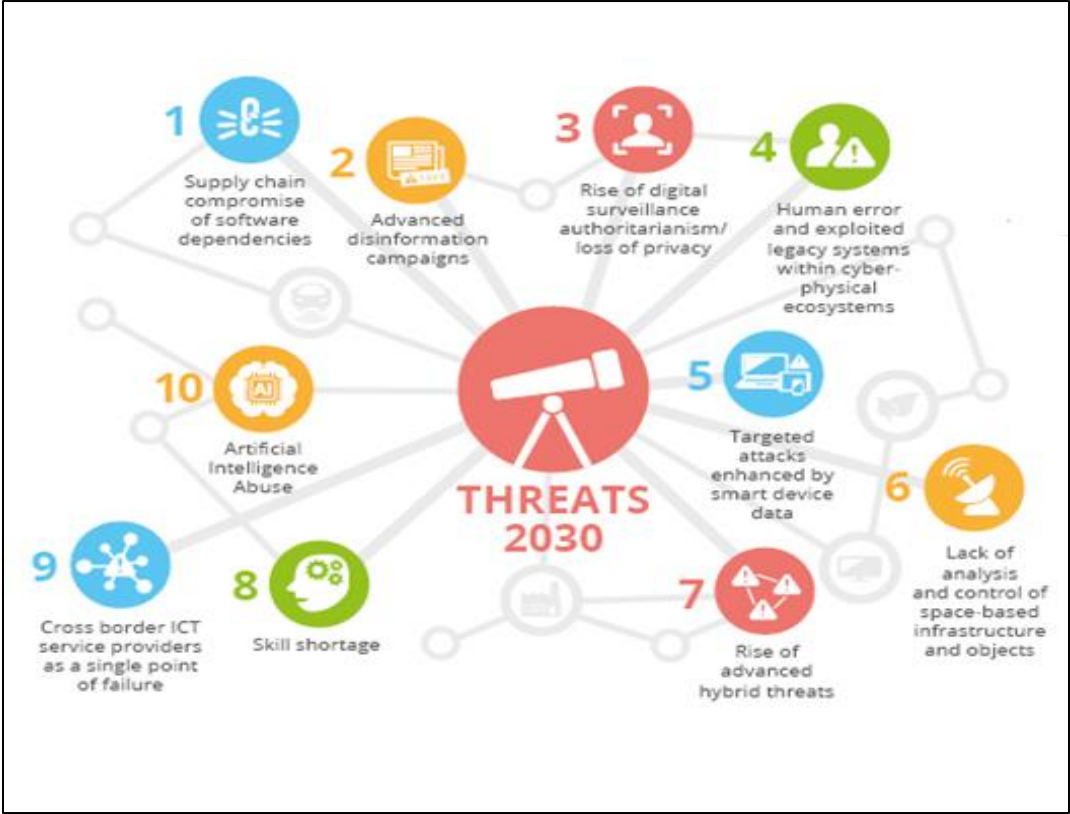 1
Supply chain
compromise
of software
dependencies
2
Advanced
disinformation
campaigns
3
Rise of digital
surveillance
authoritarianism/
loss of privacy
4
Human error
and exploited
legacy systems
within cyber-
physical
ecosystems
5
Targeted
attacks
enhanced by
smart device
data
6
Lack of
analysis
and control of
space-based
infrastructure
and objects
7
Rise of
advanced
hybrid threats
8
Skill shortage
9
Cross border ICT
service providers
as a single point
of failure
10
AI
Artificial
Intelligence
Abuse
THREATS
2030